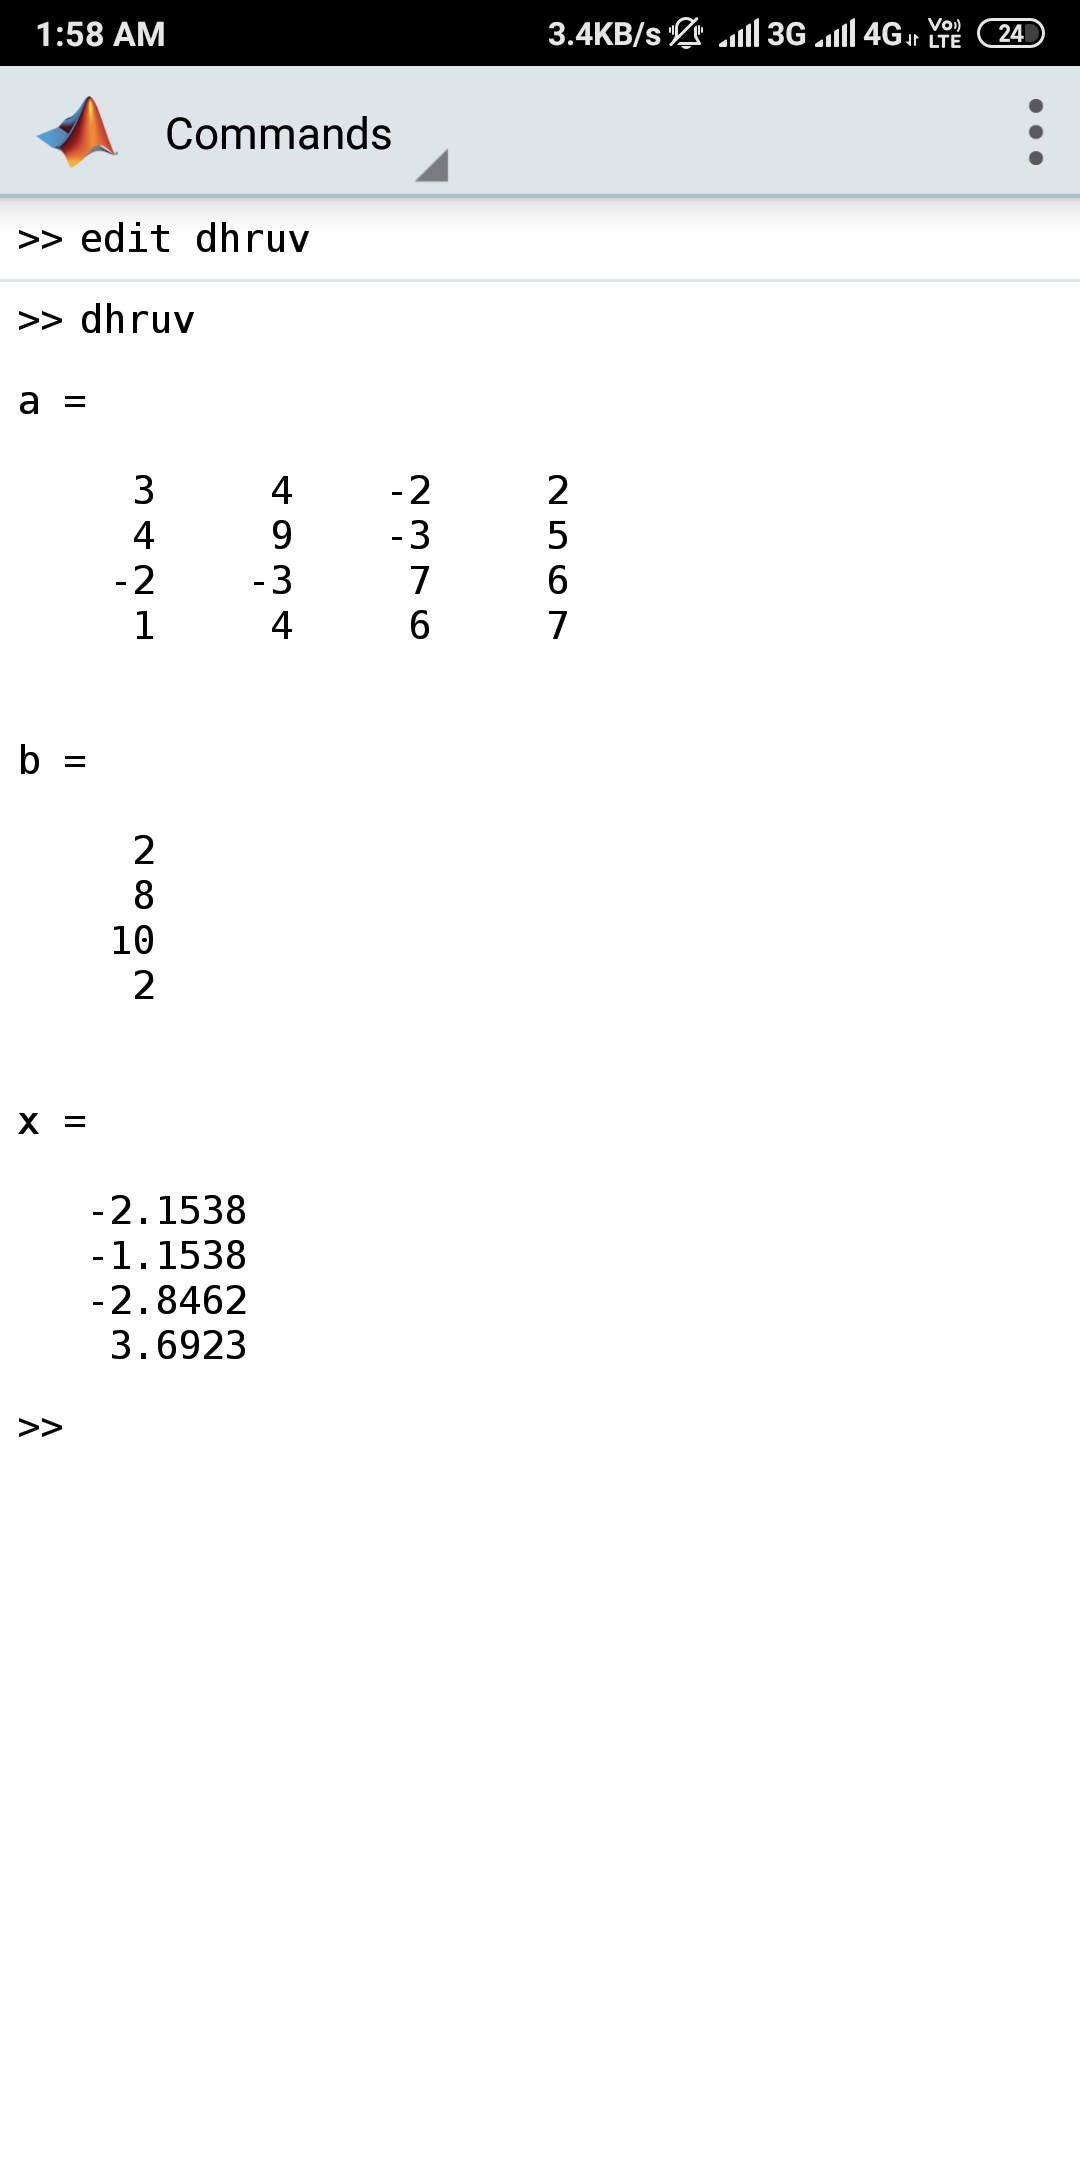 1:58 AM 3.4KB/s 3G 4G Vo)) LTE 24
Commands
>> edit dhruv
>> dhruv
a =
3 4 -2 2
4 9 -3 5
-2 -3 7 6
1 4 6 7
b =
2
8
10
2
x =
-2.1538
-1.1538
-2.8462
3.6923
>>